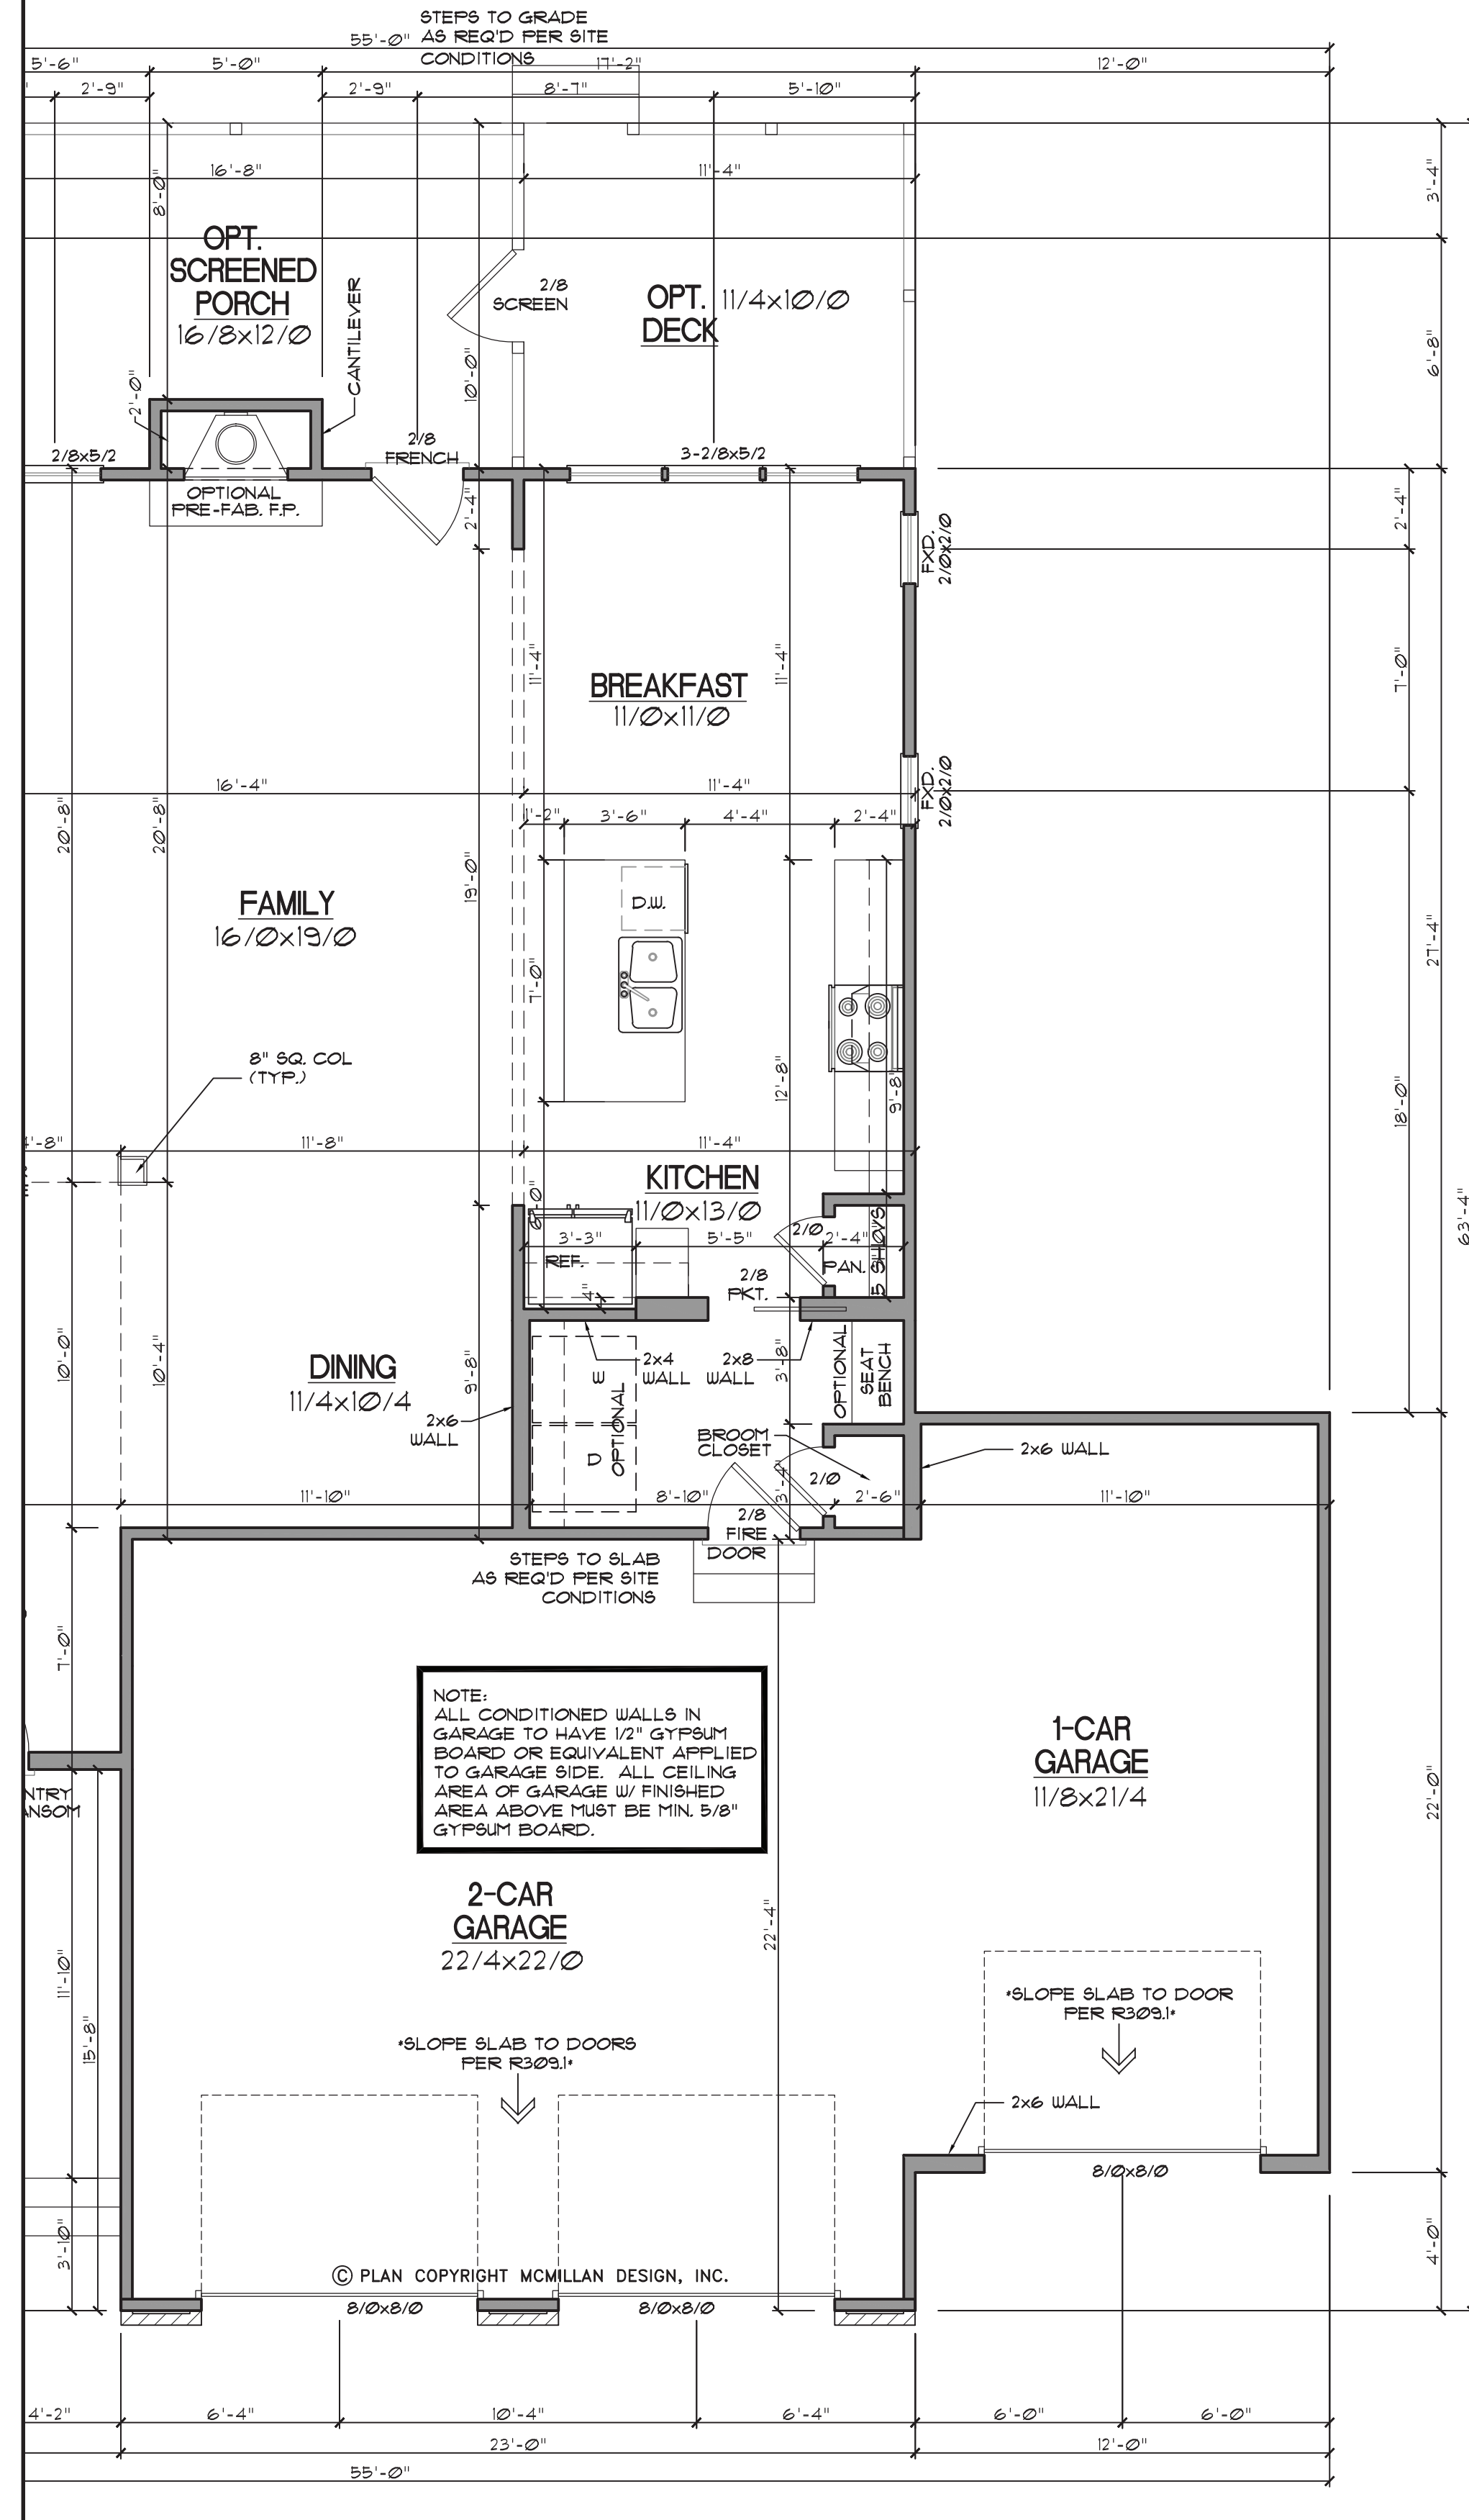 STEPS TO GRADE
55'-0" AS REQ'D PER SITE
CONDITIONS
5'-6" 5'-0" 17'-2" 12'-0"
2'-9" 2'-9" 8'-7" 5'-10"
16'-8" 11'-4"
8'-0"
3'-4"
OPT.
SCREENED
PORCH
16/8x12/0
CANTILEVER
2/8
SCREEN
OPT. 11/4x10/0
DECK
10'-0"
6'-8"
2'-0"
2/8x5/2
2/8
FRENCH
3-2/8x5/2
OPTIONAL
PRE-FAB. F.P.
2'-4"
2'-4"
FXD.
2/0x2/0
11'-4"
11'-4"
7'-0"
BREAKFAST
11/0x11/0
16'-4" 11'-4"
FXD.
2/0x2/0
20'-8"
20'-8"
1'-2" 3'-6" 4'-4" 2'-4"
19'-0"
FAMILY
16/0x19/0
D.W.
27'-4"
7'-0"
8" SQ. COL
(TYP.)
12'-8"
9'-8"
18'-0"
4'-8" 11'-8" 11'-4"
KITCHEN
11/0x13/0
6'-0"
63'-4"
2/0
3'-3" 5'-5" 2'-4"
REF.
PAN.
5 SHLVS
2/8
PKT.
4"
DINING
11/4x10/4
10'-0"
10'-4"
9'-8"
2x4
WALL
2x8
WALL
3'-8"
OPTIONAL
SEAT
BENCH
W
D
OPTIONAL
2x6
WALL
BROOM
CLOSET
2x6 WALL
3'-4"
2/0
11'-10" 8'-10" 2'-6" 11'-10"
2/8
FIRE
DOOR
STEPS TO SLAB
AS REQ'D PER SITE
CONDITIONS
7'-0"
NOTE:
ALL CONDITIONED WALLS IN
GARAGE TO HAVE 1/2" GYPSUM
BOARD OR EQUIVALENT APPLIED
TO GARAGE SIDE. ALL CEILING
AREA OF GARAGE W/ FINISHED
AREA ABOVE MUST BE MIN. 5/8"
GYPSUM BOARD.
1-CAR
GARAGE
11/8x21/4
NTRY
ANSOM
22'-0"
2-CAR
GARAGE
22/4x22/0
22'-4"
11'-10"
15'-8"
*SLOPE SLAB TO DOOR
PER R309.1*
*SLOPE SLAB TO DOORS
PER R309.1*
2x6 WALL
8/0x8/0
3'-10"
4'-0"
© PLAN COPYRIGHT MCMILLAN DESIGN, INC.
8/0x8/0 8/0x8/0
4'-2" 6'-4" 10'-4" 6'-4" 6'-0" 6'-0"
23'-0" 12'-0"
55'-0"